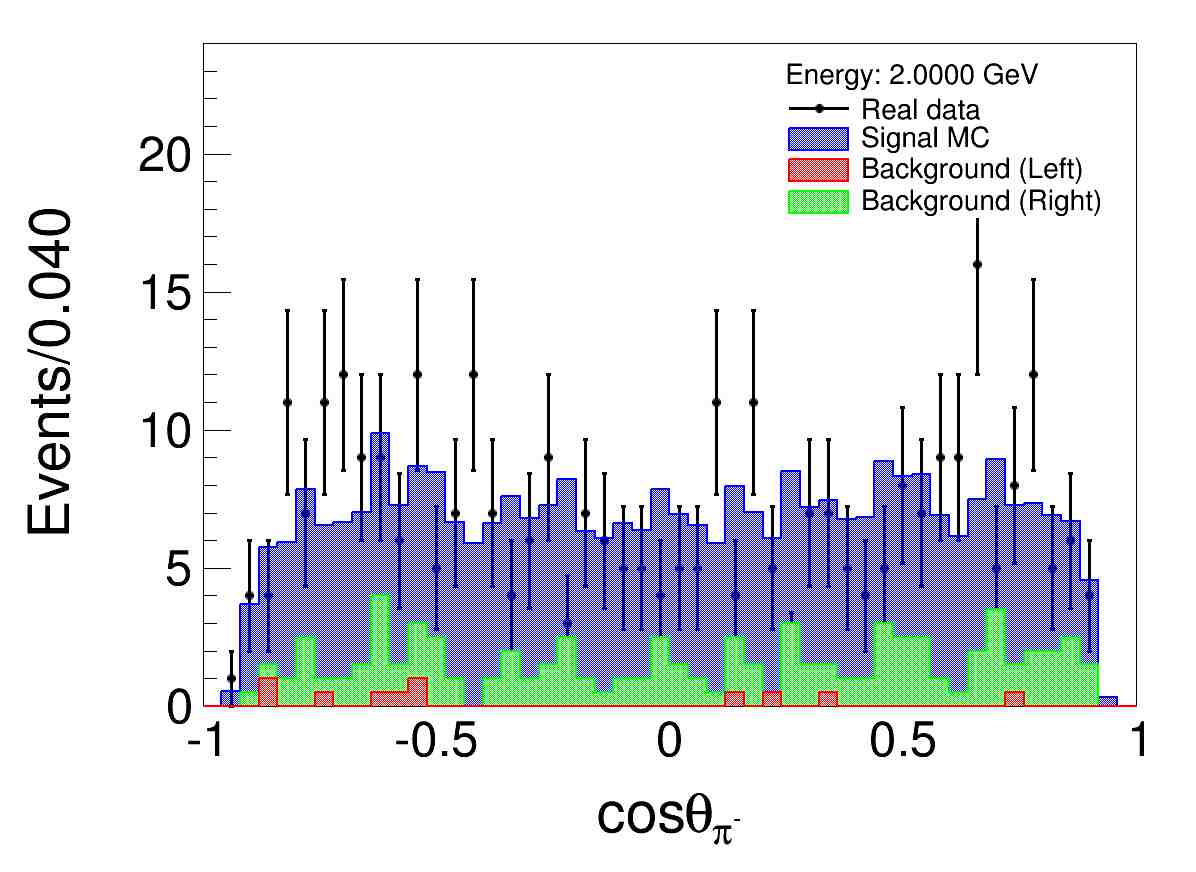 Energy: 2.0000 GeV
Real data
Signal MC
Background (Left)
Background (Right)
Events/0.040
20
15
10
5
0
-1 -0.5 0 0.5 1
cosθπ-